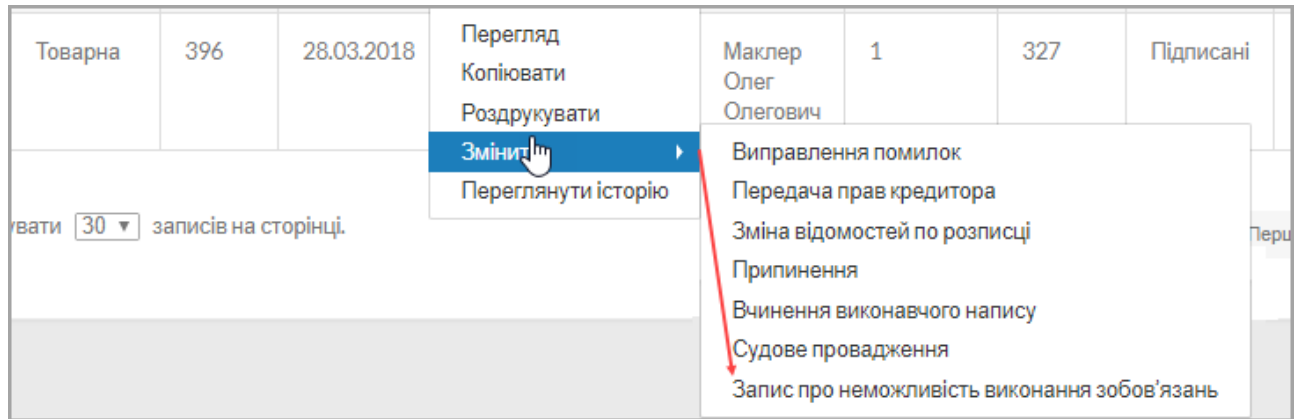 Товарна 396 28.03.2018 Маклер Олег Олегович 1 327 Підписані
Перегляд
Копіювати
Роздрукувати
Змінит
Переглянути історію
Виправлення помилок
Передача прав кредитора
Зміна відомостей по розписці
Припинення
Вчинення виконавчого напису
Судове провадження
Запис про неможливість виконання зобов'язань
30 записів на сторінці.